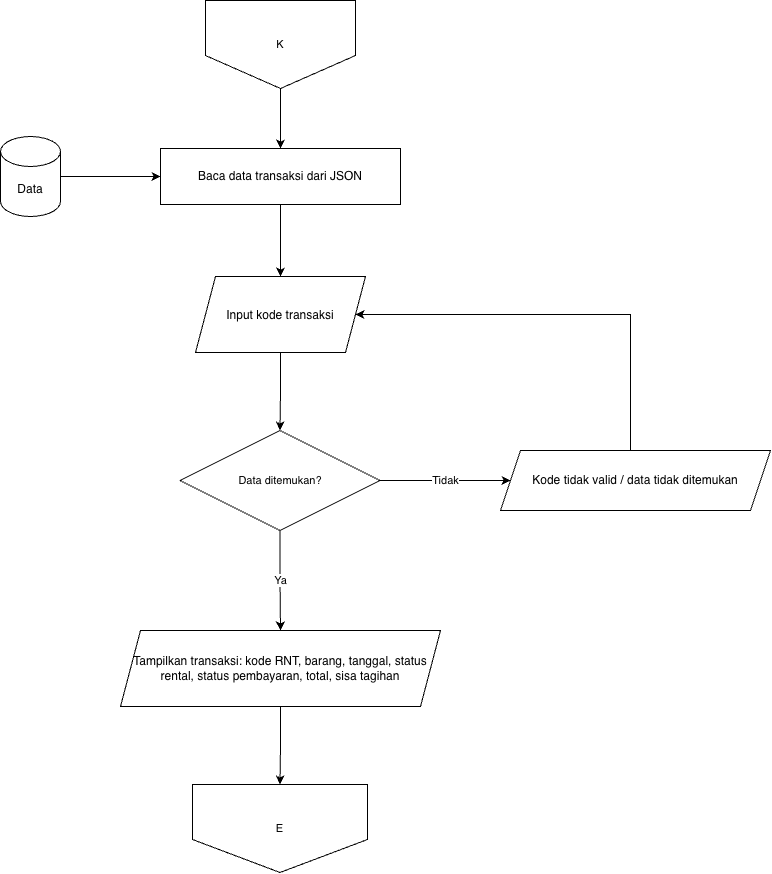 K
Data
Baca data transaksi dari JSON
Input kode transaksi
Data ditemukan?
Tidak
Kode tidak valid / data tidak ditemukan
Ya
Tampilkan transaksi: kode RNT, barang, tanggal, status
rental, status pembayaran, total, sisa tagihan
E